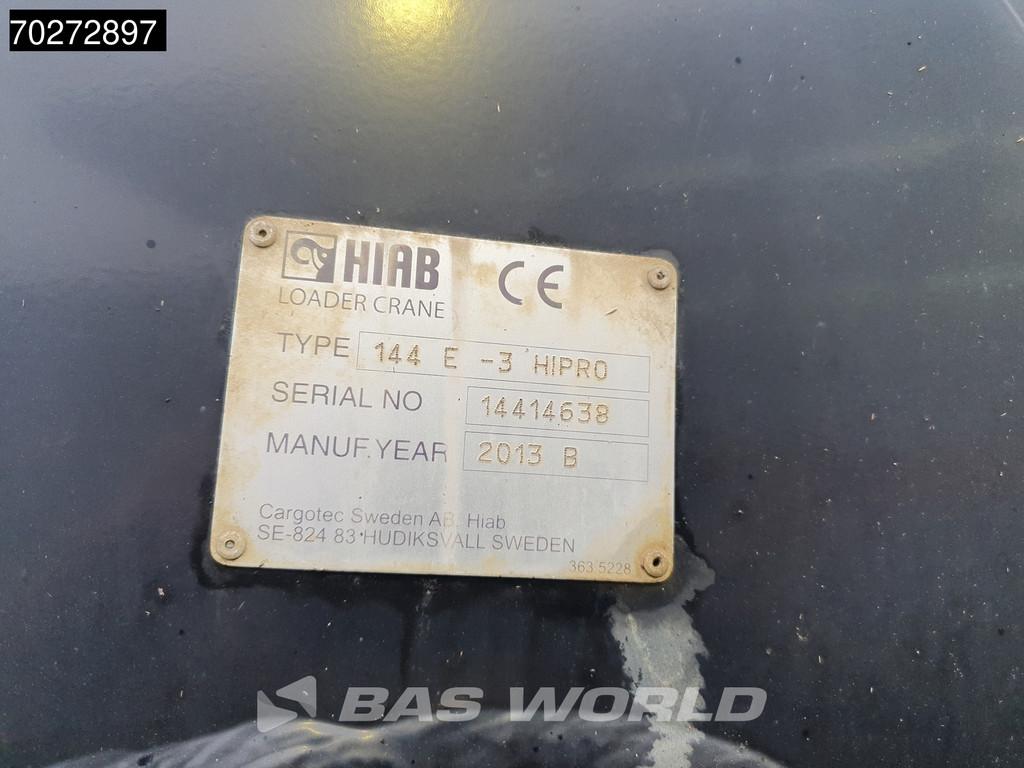 70272897
HIAB CE
LOADER CRANE
TYPE 144 E -3 HIPRO
SERIAL NO 14414638
MANUF. YEAR 2013 B
Cargotec Sweden AB. Hiab
SE-824 83 HUDIKSVALL SWEDEN
363 5228
BAS WORLD